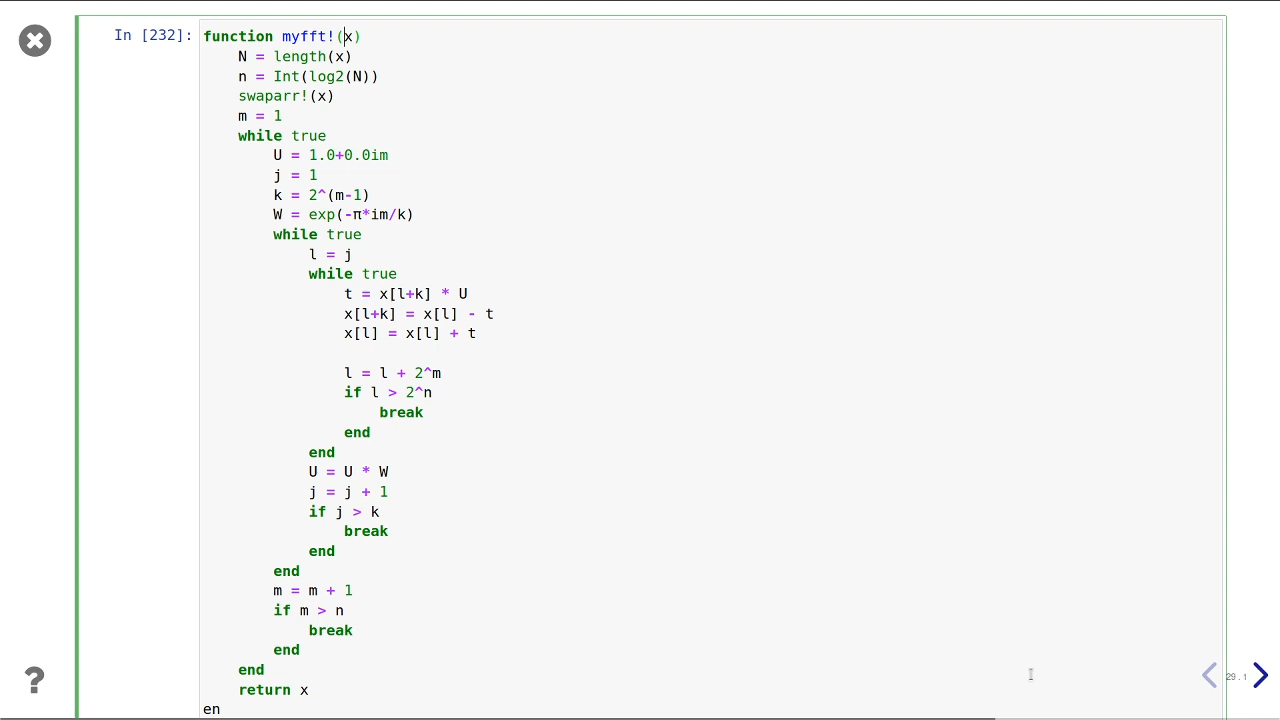 In [232]:
function myfft!(x)
    N = length(x)
    n = Int(log2(N))
    swaparr!(x)
    m = 1
    while true
        U = 1.0+0.0im
        j = 1
        k = 2^(m-1)
        W = exp(-π*im/k)
        while true
            l = j
            while true
                t = x[l+k] * U
                x[l+k] = x[l] - t
                x[l] = x[l] + t

                l = l + 2^m
                if l > 2^n
                    break
                end
            end
            U = U * W
            j = j + 1
            if j > k
                break
            end
        end
        m = m + 1
        if m > n
            break
        end
    end
    return x
en
?
29.1